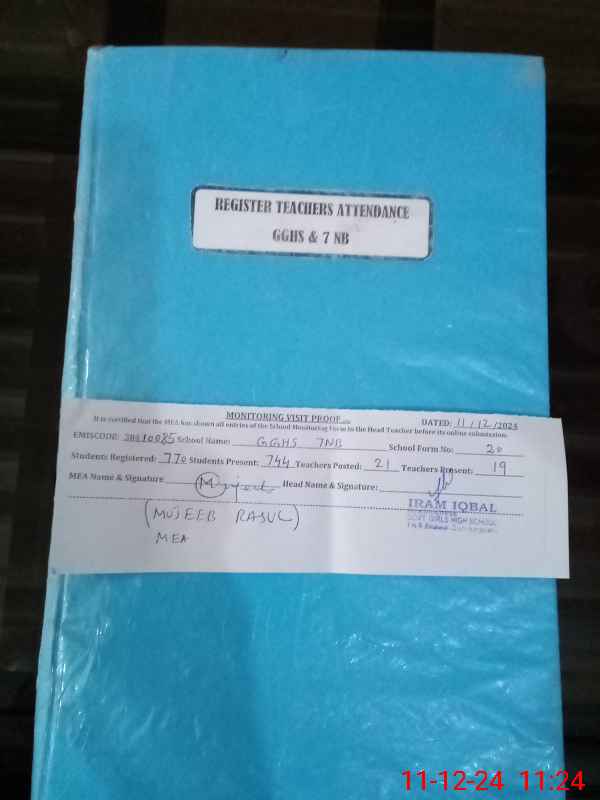 REGISTER TEACHERS ATTENDANCE
GGHS & 7 NB
MONITORING VISIT PROOF
DATED: 11/12/2024
It is certified that the MEA has shown all entries of the School Monitoring Form to the Head Teacher before its online submission.
EMISCODE: 38610085 School Name: GGHS 7NB School Form No: 20
Students Registered: 770 Students Present: 744 Teachers Posted: 21 Teachers Present: 19
MEA Name & Signature Head Name & Signature:
(MUJEEB RASUL)
MEA
IRAM IQBAL
GOVT GIRLS HIGH SCHOOL
11-12-24 11:24